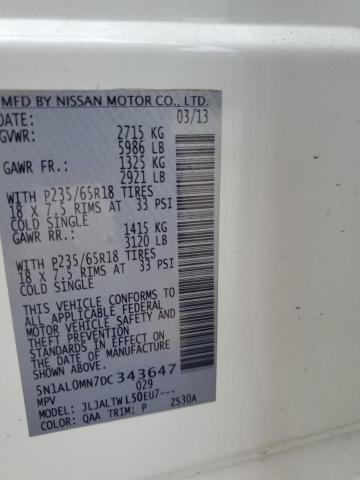 MFD BY NISSAN MOTOR CO., LTD.
DATE: 03/13
GVWR: 2715 KG
5986 LB
GAWR FR.: 1325 KG
2921 LB
WITH P235/65R18 TIRES
18 X 7.5 RIMS AT 33 PSI
COLD SINGLE
GAWR RR.: 1415 KG
3120 LB
WITH P235/65R18 TIRES
18 X 7.5 RIMS AT 33 PSI
COLD SINGLE
THIS VEHICLE CONFORMS TO
ALL APPLICABLE FEDERAL
MOTOR VEHICLE SAFETY AND
THEFT PREVENTION STANDARDS
IN EFFECT ON THE DATE OF
MANUFACTURE SHOWN ABOVE.
5N1AL0MN7DC343647
MPV 029
MODEL: JLJALTWL50EU7---
COLOR: QAA TRIM: P ZS30A